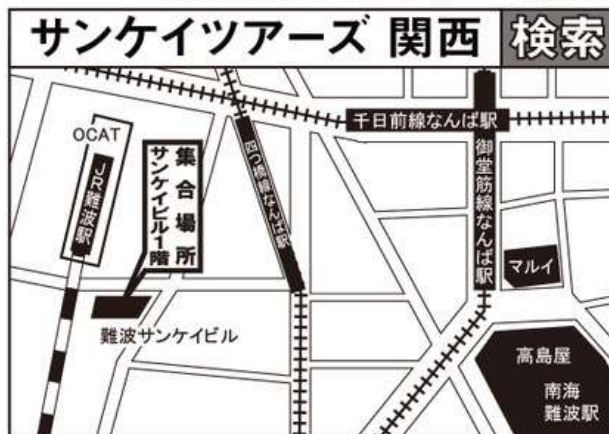 サンケイツアーズ 関西 検索
千日前線なんば駅
OCAT
JR難波駅
集合場所
サンケイビル1階
四つ橋線なんば駅
御堂筋線なんば駅
マルイ
難波サンケイビル
高島屋
南海
難波駅